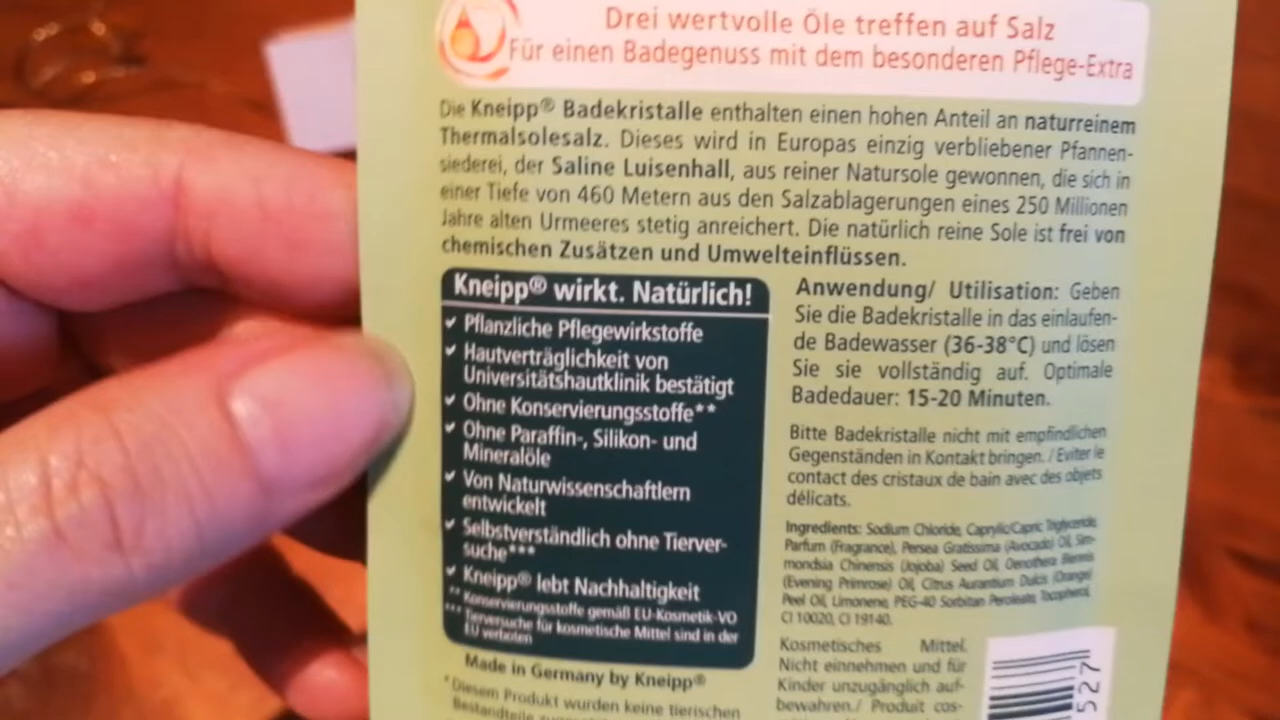 Drei wertvolle Öle treffen auf Salz
Für einen Badegenuss mit dem besonderen Pflege-Extra
Die Kneipp® Badekristalle enthalten einen hohen Anteil an naturreinem
Thermalsolesalz. Dieses wird in Europas einzig verbliebener Pfannen-
siederei, der Saline Luisenhall, aus reiner Natursole gewonnen, die sich in
einer Tiefe von 460 Metern aus den Salzablagerungen eines 250 Millionen
Jahre alten Urmeeres stetig anreichert. Die natürlich reine Sole ist frei von
chemischen Zusätzen und Umwelteinflüssen.
Kneipp® wirkt. Natürlich!
✓ Pflanzliche Pflegewirkstoffe
✓ Hautverträglichkeit von
Universitätshautklinik bestätigt
✓ Ohne Konservierungsstoffe**
✓ Ohne Paraffin-, Silikon- und
Mineralöle
✓ Von Naturwissenschaftlern
entwickelt
✓ Selbstverständlich ohne Tierver-
suche***
✓ Kneipp® lebt Nachhaltigkeit
** Konservierungsstoffe gemäß EU-Kosmetik-VO
*** Tierversuche für kosmetische Mittel sind in der
EU verboten
Made in Germany by Kneipp®
* Diesem Produkt wurden keine tierischen
Bestandteile
Anwendung/ Utilisation: Geben
Sie die Badekristalle in das einlaufen-
de Badewasser (36-38°C) und lösen
Sie sie vollständig auf. Optimale
Badedauer: 15-20 Minuten.
Bitte Badekristalle nicht mit empfindlichen
Gegenständen in Kontakt bringen. / Eviter le
contact des cristaux de bain avec des objets
délicats.
Ingredients: Sodium Chloride, Caprylic/Capric Triglyceride,
Parfum (Fragrance), Persea Gratissima (Avocado) Oil, Sim-
mondsia Chinensis (Jojoba) Seed Oil, Oenothera Biennis
(Evening Primrose) Oil, Citrus Aurantium Dulcis (Orange)
Peel Oil, Limonene, PEG-40 Sorbitan Peroleate, Tocopherol,
CI 10020, CI 19140.
Kosmetisches Mittel.
Nicht einnehmen und für
Kinder unzugänglich auf-
bewahren./ Produit cos-
527